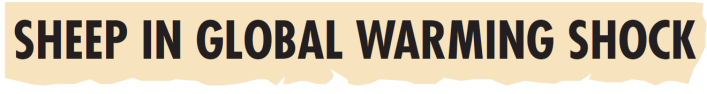 SHEEP IN GLOBAL WARMING SHOCK